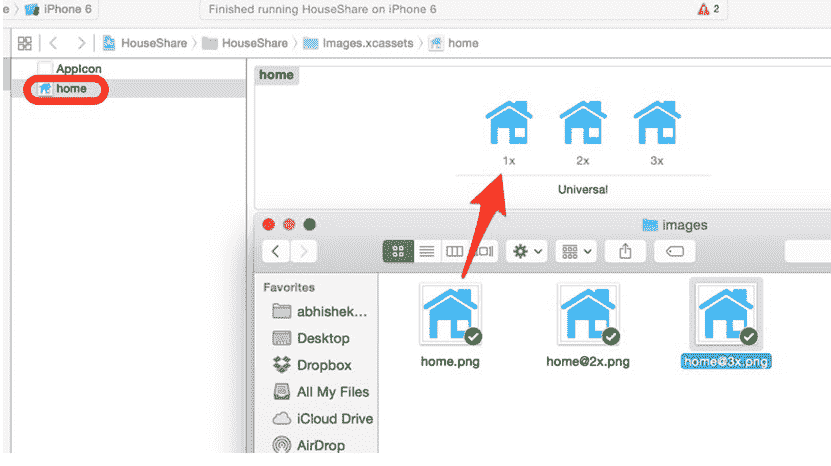 e
iPhone 6
Finished running HouseShare on iPhone 6
2
HouseShare
HouseShare
Images.xcassets
home
AppIcon
home
home
1x
2x
3x
Universal
images
Favorites
abhishek...
Desktop
Dropbox
All My Files
iCloud Drive
AirDrop
home.png
home@2x.png
home@3x.png